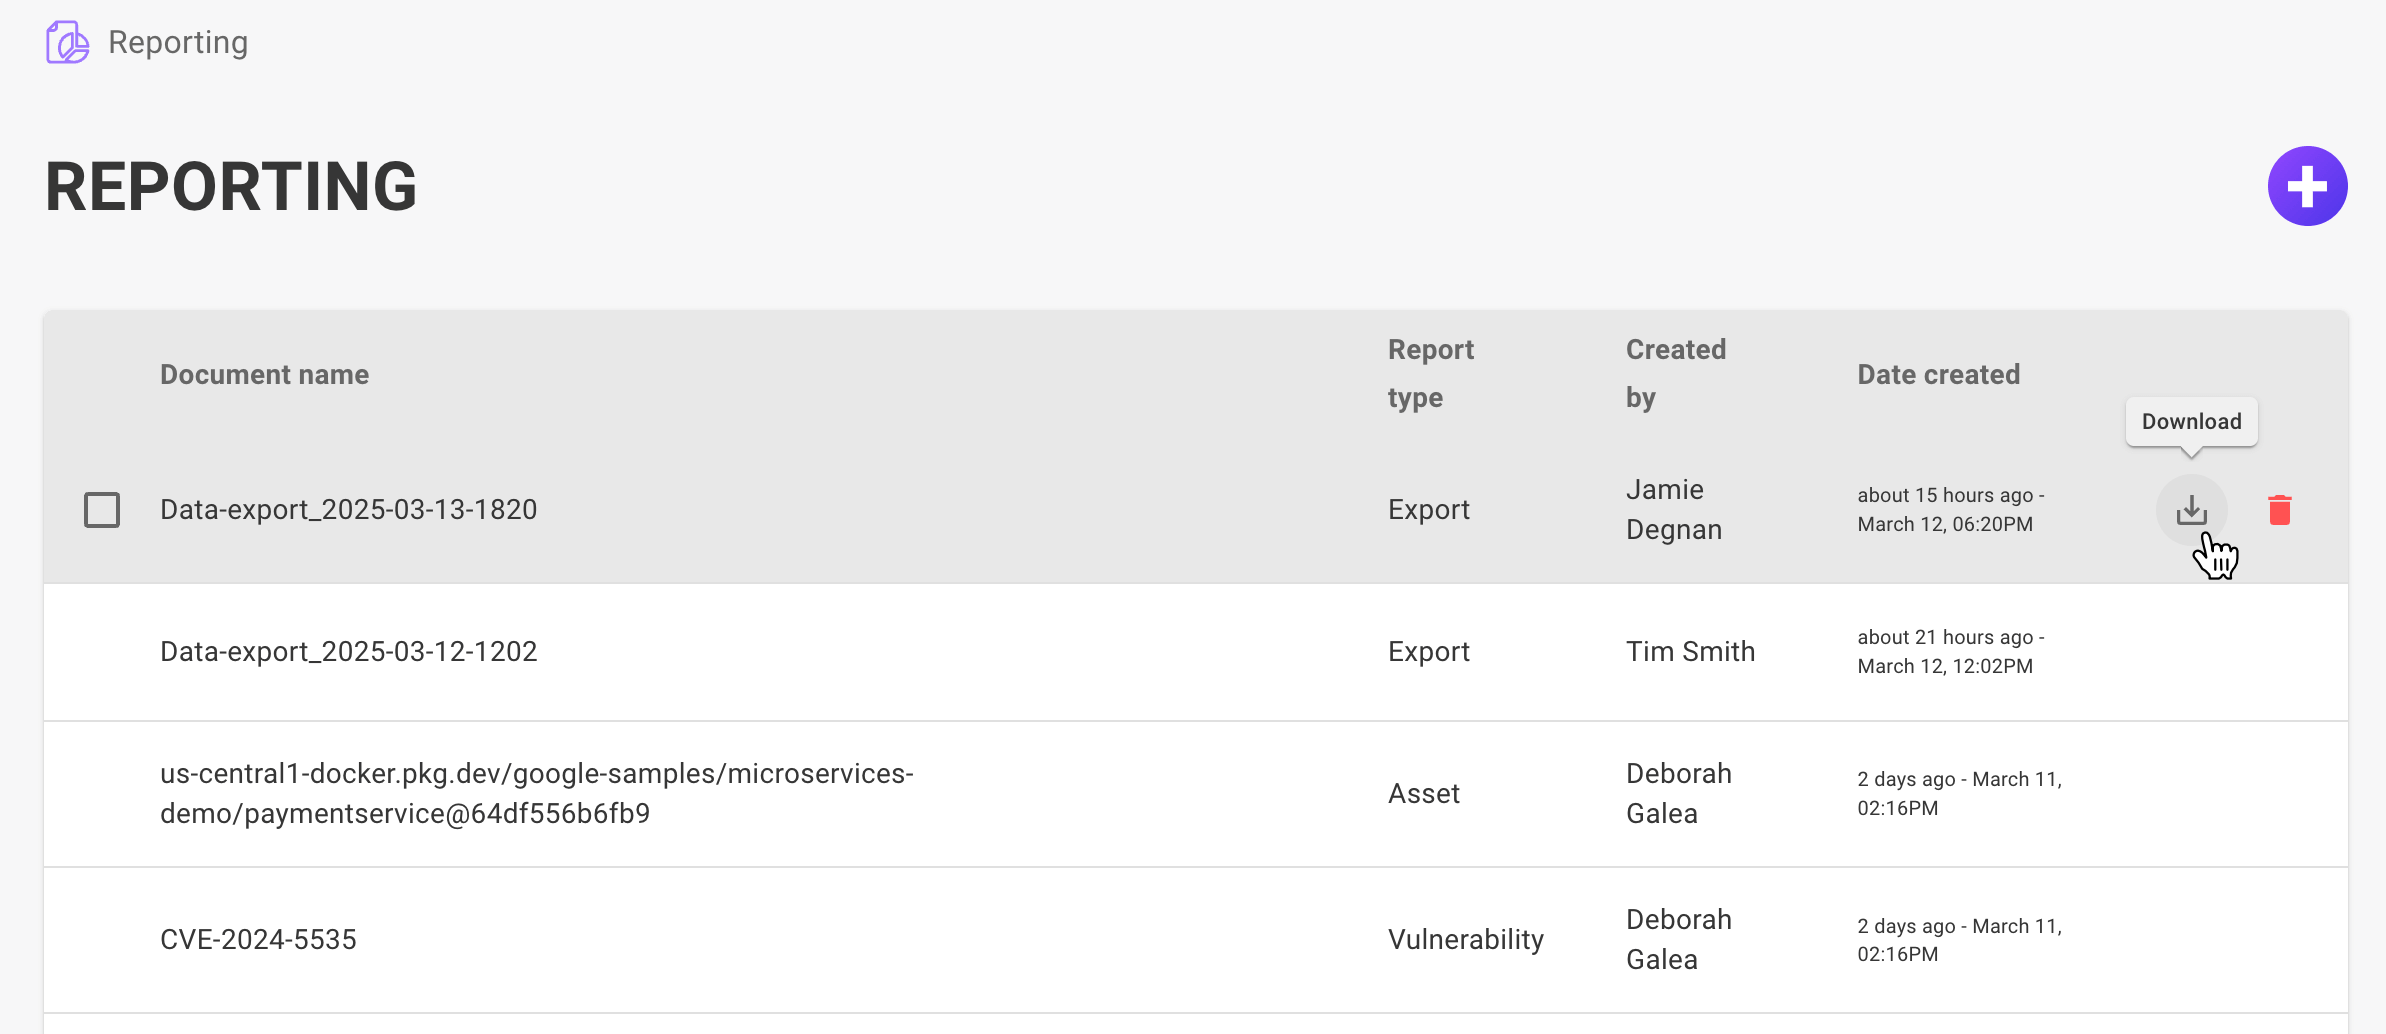 Reporting
REPORTING
Document name
Report
type
Created
by
Date created
Download
Data-export_2025-03-13-1820
Export
Jamie
Degnan
about 15 hours ago -
March 12, 06:20PM
Data-export_2025-03-12-1202
Export
Tim Smith
about 21 hours ago -
March 12, 12:02PM
us-central1-docker.pkg.dev/google-samples/microservices-
demo/paymentservice@64df556b6fb9
Asset
Deborah
Galea
2 days ago - March 11,
02:16PM
CVE-2024-5535
Vulnerability
Deborah
Galea
2 days ago - March 11,
02:16PM